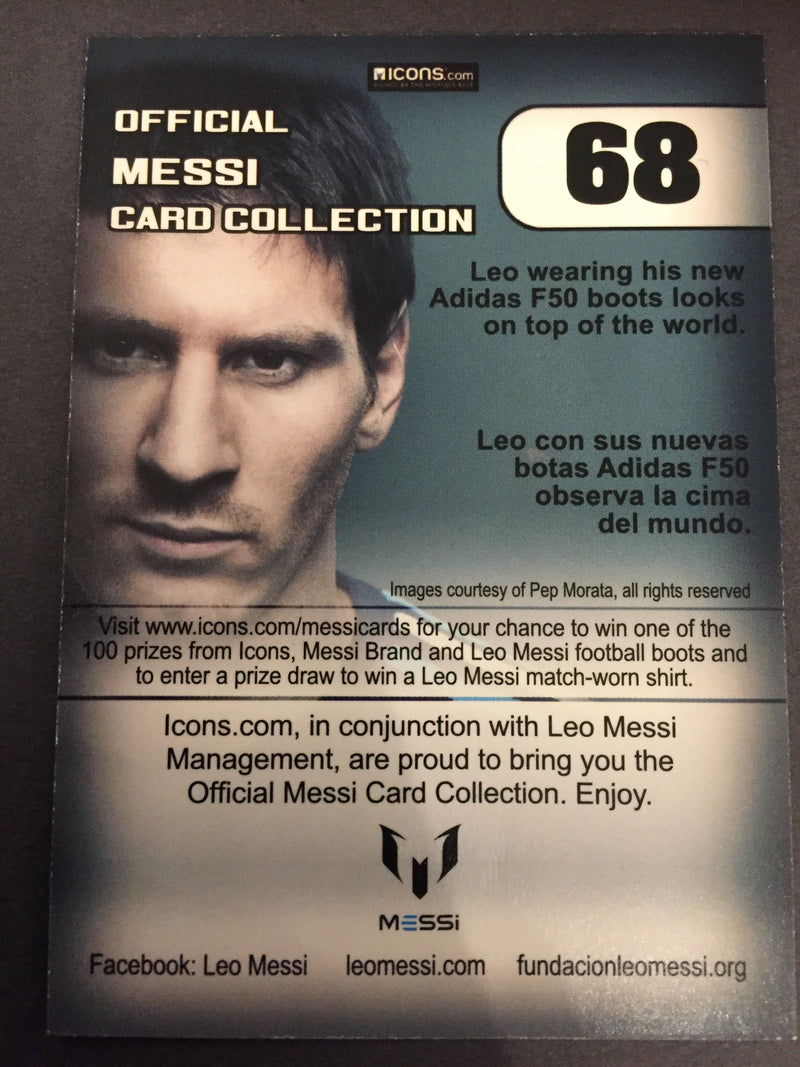 icons.com
SIGNED BY THE WORLD'S BEST
OFFICIAL
MESSI
CARD COLLECTION
68
Leo wearing his new
Adidas F50 boots looks
on top of the world.
Leo con sus nuevas
botas Adidas F50
observa la cima
del mundo.
Images courtesy of Pep Morata, all rights reserved
Visit www.icons.com/messicards for your chance to win one of the
100 prizes from Icons, Messi Brand and Leo Messi football boots and
to enter a prize draw to win a Leo Messi match-worn shirt.
Icons.com, in conjunction with Leo Messi
Management, are proud to bring you the
Official Messi Card Collection. Enjoy.
MESSi
Facebook: Leo Messi leomessi.com fundacionleomessi.org